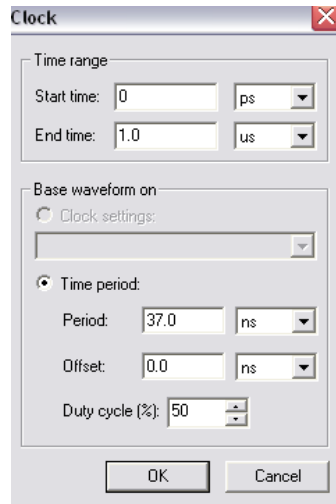 Clock
Time range
Start time: 0 ps
End time: 1.0 us
Base waveform on
Clock settings:
Time period:
Period: 37.0 ns
Offset: 0.0 ns
Duty cycle (%): 50
OK Cancel